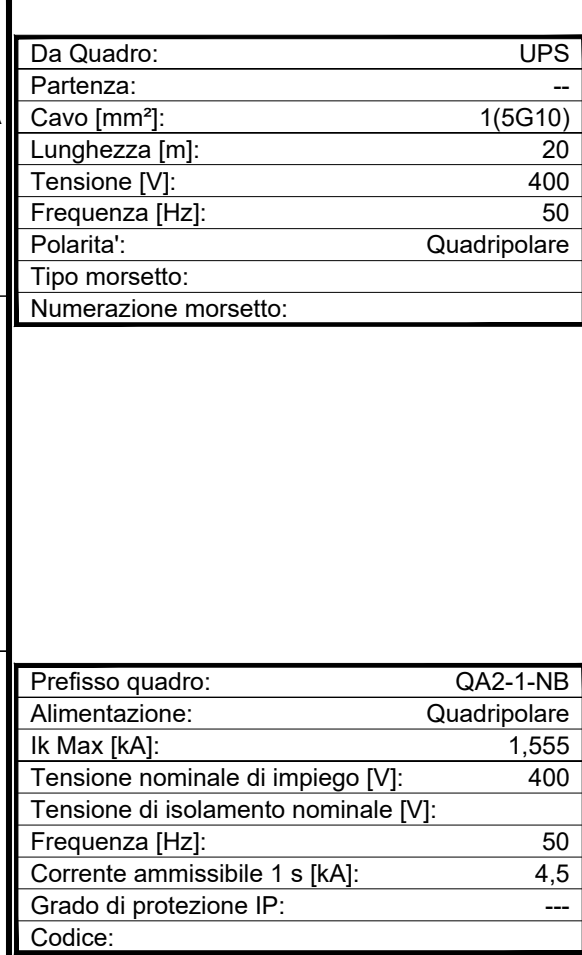 Da Quadro: UPS
Partenza: --
Cavo [mm²]: 1(5G10)
Lunghezza [m]: 20
Tensione [V]: 400
Frequenza [Hz]: 50
Polarita': Quadripolare
Tipo morsetto:
Numerazione morsetto:
Prefisso quadro: QA2-1-NB
Alimentazione: Quadripolare
Ik Max [kA]: 1,555
Tensione nominale di impiego [V]: 400
Tensione di isolamento nominale [V]:
Frequenza [Hz]: 50
Corrente ammissibile 1 s [kA]: 4,5
Grado di protezione IP: ---
Codice: